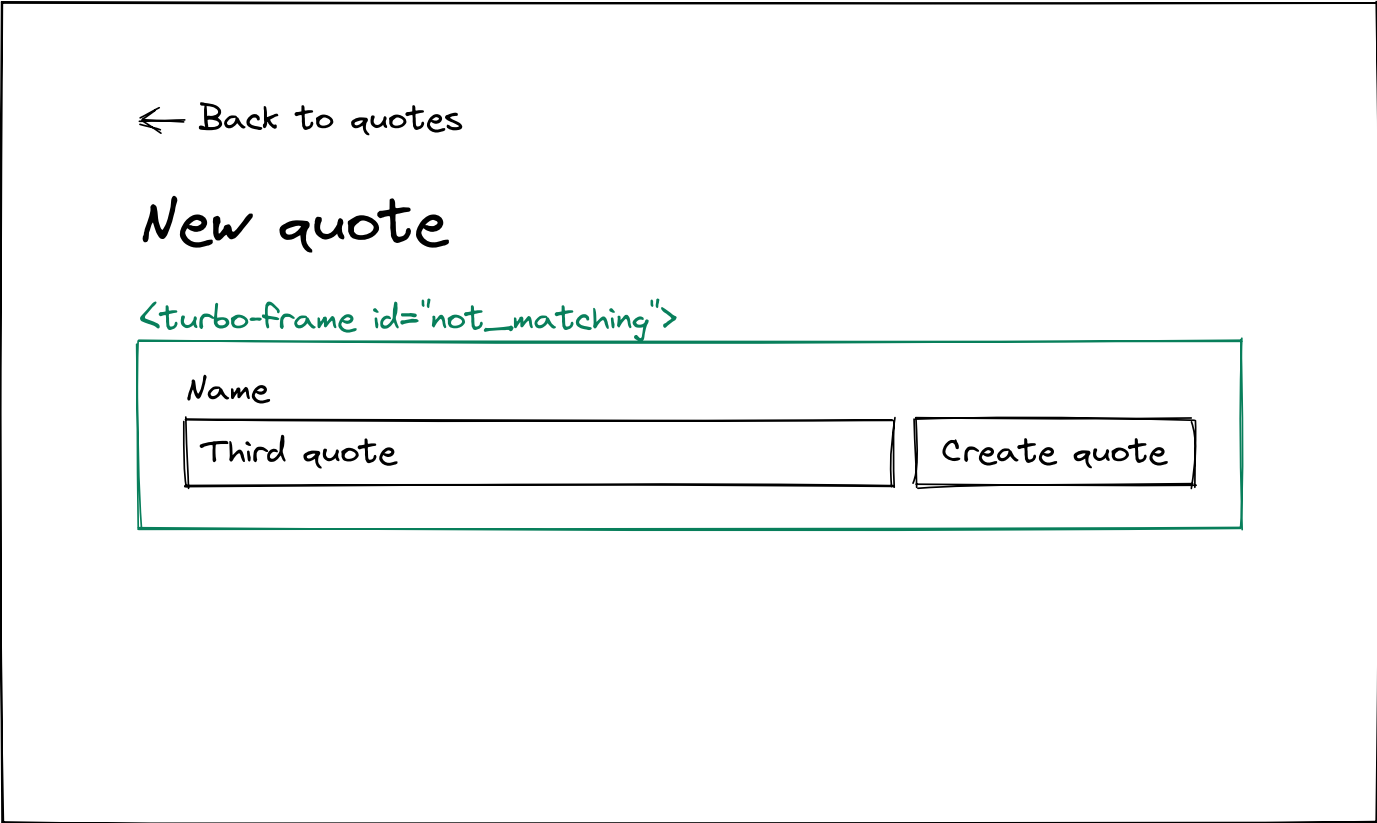 ← Back to quotes
New quote
<turbo-frame id="not_matching">
Name
Third quote
Create quote